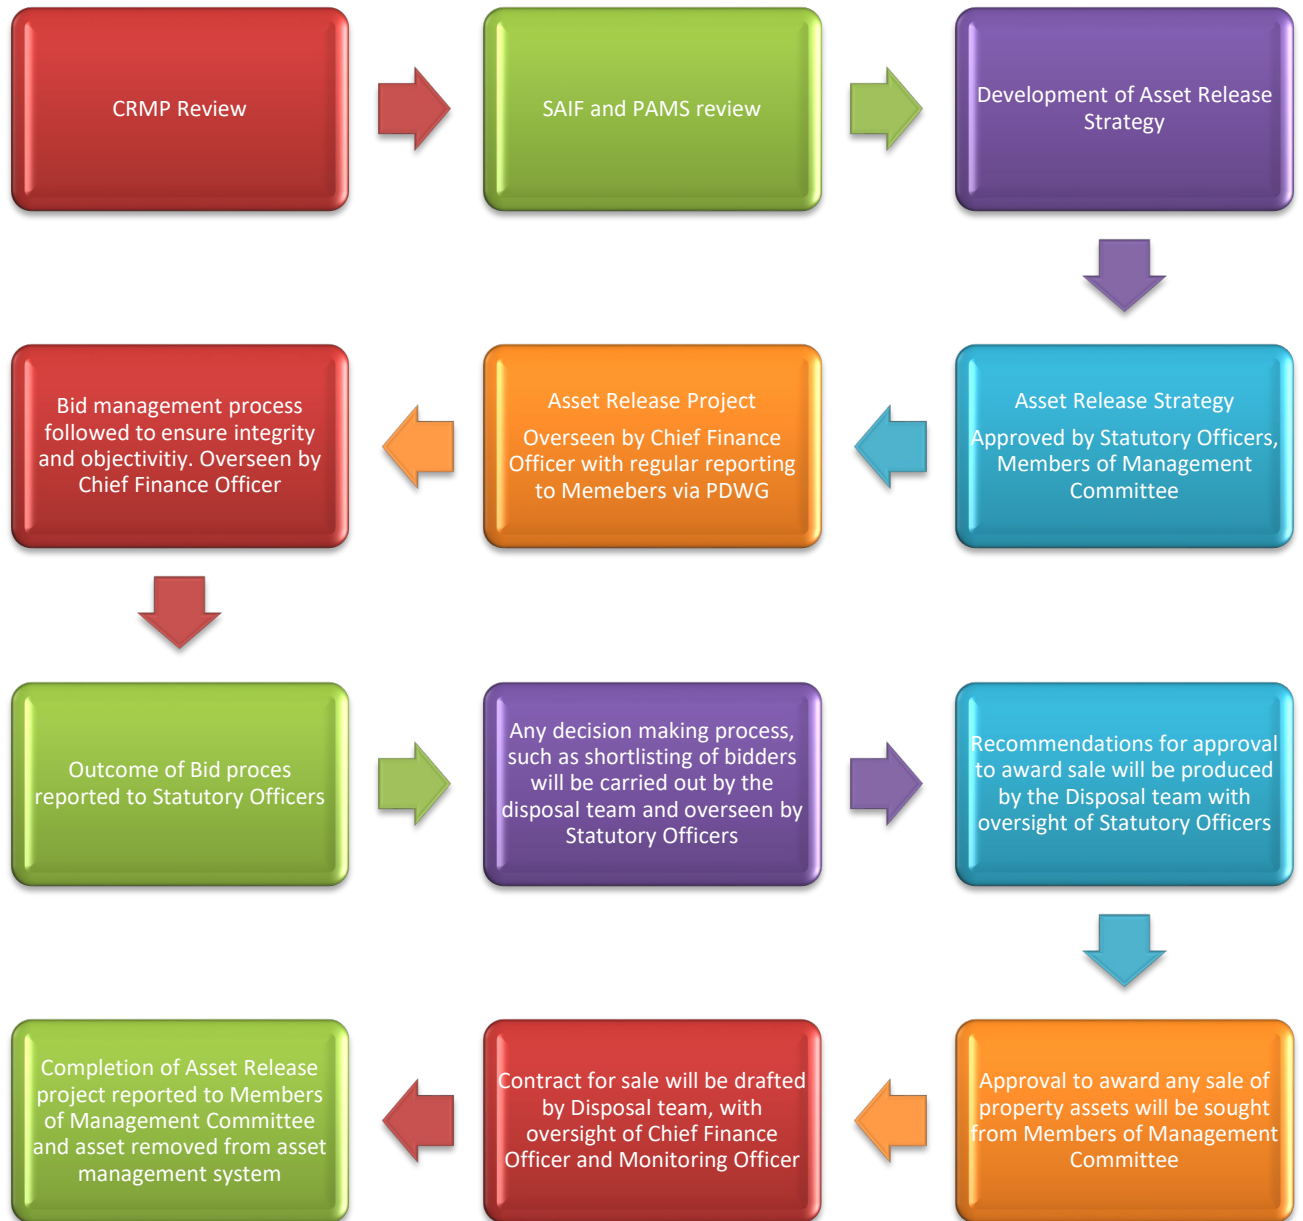 CRMP Review
SAIF and PAMS review
Development of Asset Release
Strategy
Asset Release Strategy
Approved by Statutory Officers,
Members of Management
Committee
Asset Release Project
Overseen by Chief Finance
Officer with regular reporting
to Memebers via PDWG
Bid management process
followed to ensure integrity
and objectivitiy. Overseen by
Chief Finance Officer
Outcome of Bid proces
reported to Statutory Officers
Any decision making process,
such as shortlisting of bidders
will be carried out by the
disposal team and overseen by
Statutory Officers
Recommendations for approval
to award sale will be produced
by the Disposal team with
oversight of Statutory Officers
Approval to award any sale of
property assets will be sought
from Members of Management
Committee
Contract for sale will be drafted
by Disposal team, with
oversight of Chief Finance
Officer and Monitoring Officer
Completion of Asset Release
project reported to Members
of Management Committee
and asset removed from asset
management system